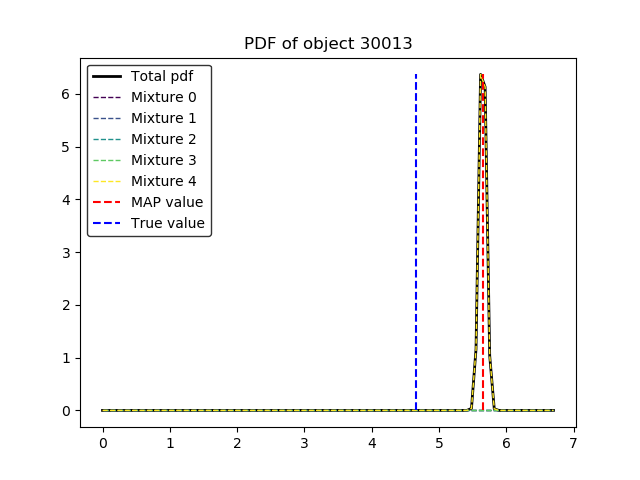 PDF of object 30013
Total pdf
Mixture 0
Mixture 1
Mixture 2
Mixture 3
Mixture 4
MAP value
True value
6
5
4
3
2
1
0
0 1 2 3 4 5 6 7